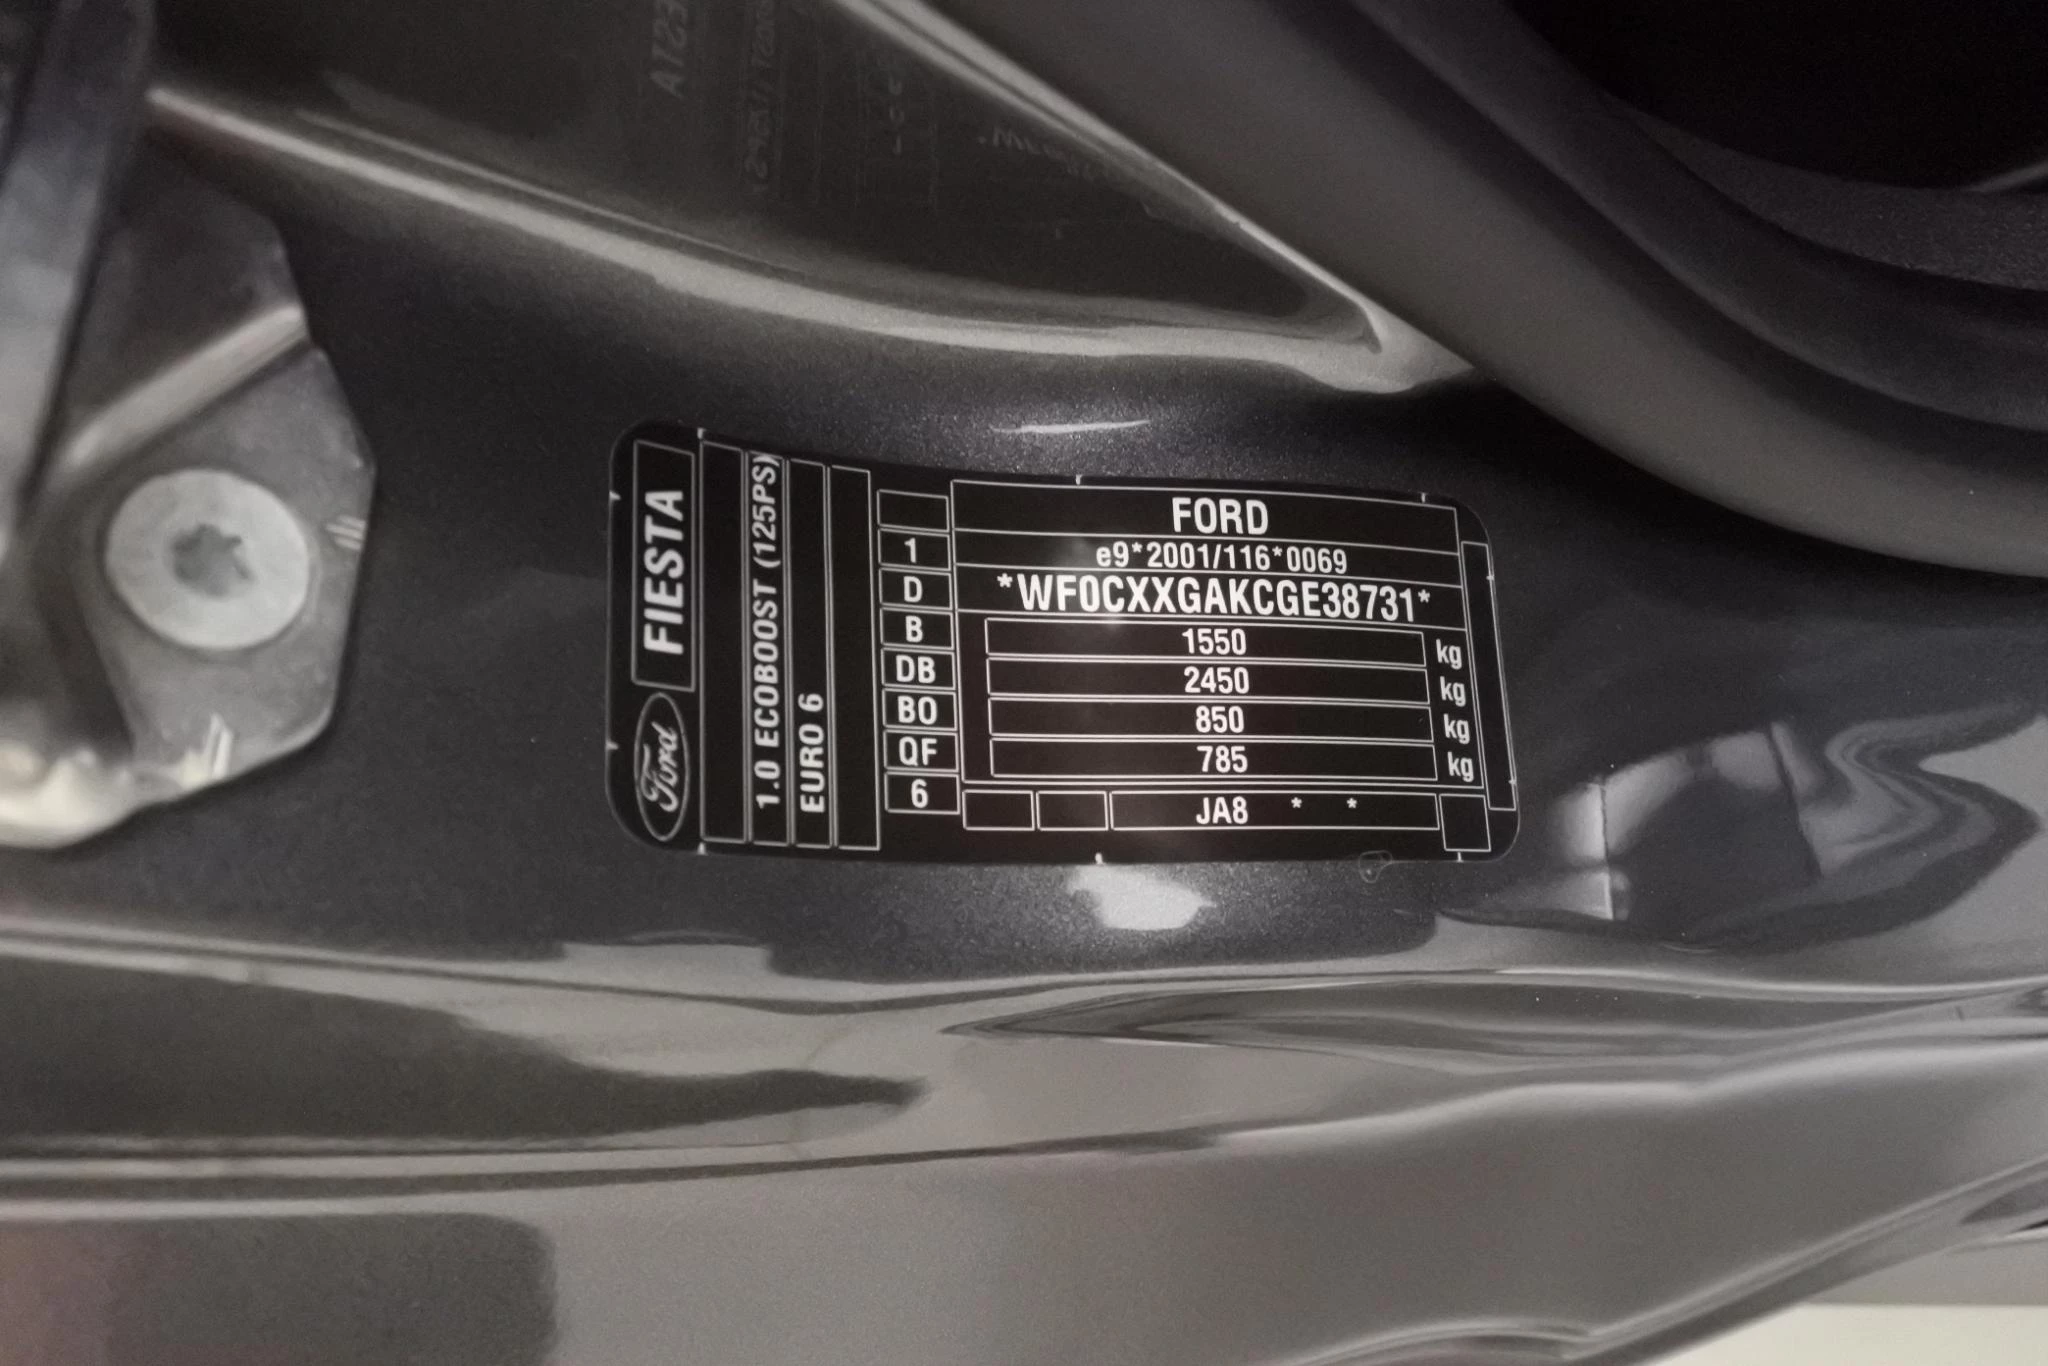 FIESTA
Ford
1.0 ECOBOOST (125PS)
EURO 6
FORD
1 e9*2001/116*0069
D *WF0CXXGAKCGE38731*
B 1550 kg
DB 2450 kg
BO 850 kg
QF 785 kg
6 JA8 * *
AT23